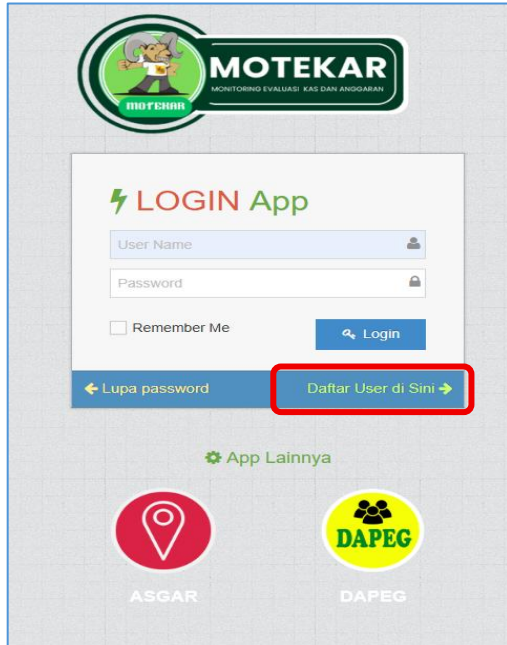 MOTEKAR
MONITORING EVALUASI KAS DAN ANGGARAN
MOTEKAR
LOGIN App
User Name
Password
Remember Me
Login
Lupa password
Daftar User di Sini
App Lainnya
DAPEG
ASGAR
DAPEG